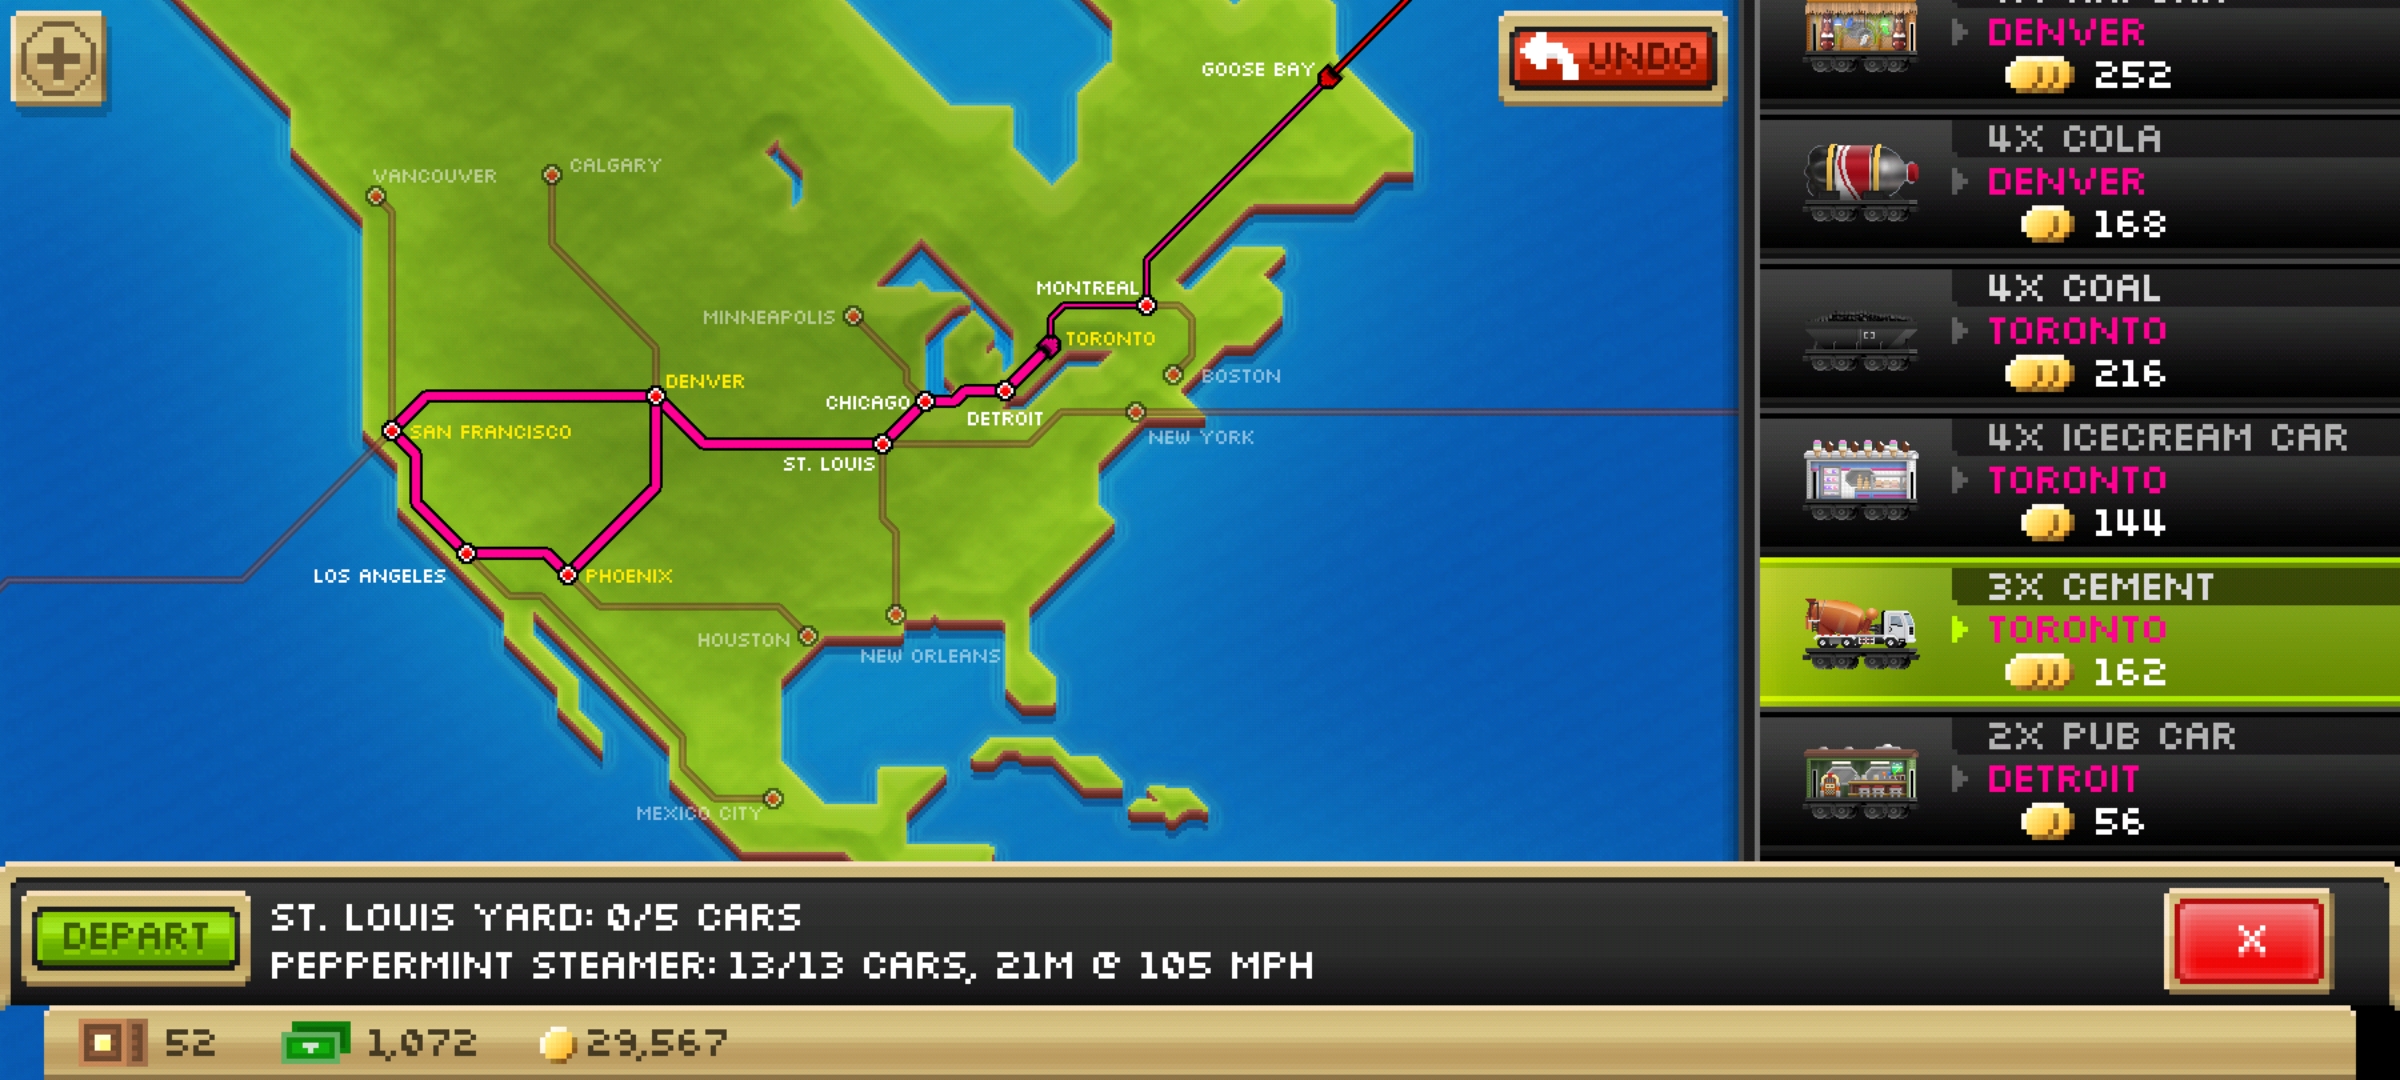 GOOSE BAY
UNDO
VANCOUVER
CALGARY
MONTREAL
MINNEAPOLIS
TORONTO
BOSTON
DENVER
CHICAGO
DETROIT
SAN FRANCISCO
NEW YORK
ST. LOUIS
LOS ANGELES
PHOENIX
HOUSTON
NEW ORLEANS
MEXICO CITY
DENVER
252
4X COLA
DENVER
168
4X COAL
TORONTO
216
4X ICECREAM CAR
TORONTO
144
3X CEMENT
TORONTO
162
2X PUB CAR
DETROIT
56
DEPART
ST. LOUIS YARD: 0/5 CARS
PEPPERMINT STEAMER: 13/13 CARS, 21M @ 105 MPH
X
52
1,072
29,567